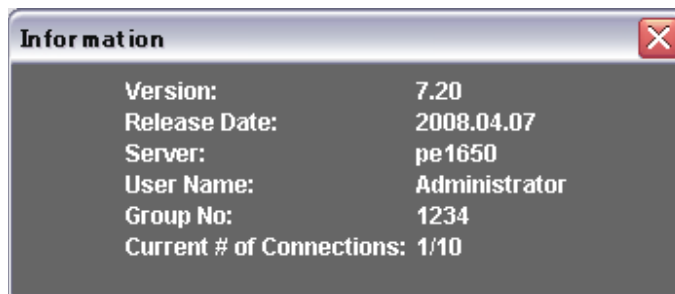 Information
Version: 7.20
Release Date: 2008.04.07
Server: pe1650
User Name: Administrator
Group No: 1234
Current # of Connections: 1/10